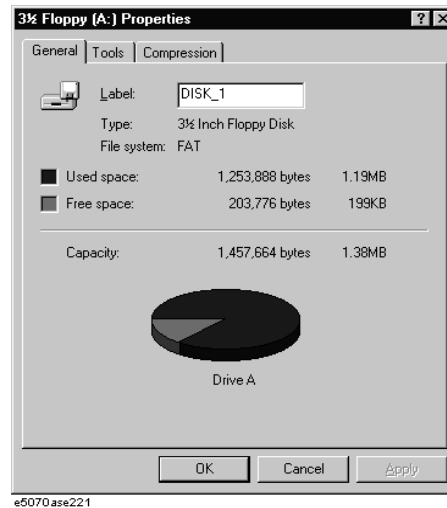 3½ Floppy (A:) Properties
General Tools Compression
Label: DISK_1
Type: 3½ Inch Floppy Disk
File system: FAT
Used space: 1,253,888 bytes 1.19MB
Free space: 203,776 bytes 199KB
Capacity: 1,457,664 bytes 1.38MB
Drive A
OK Cancel Apply
e5070ase221